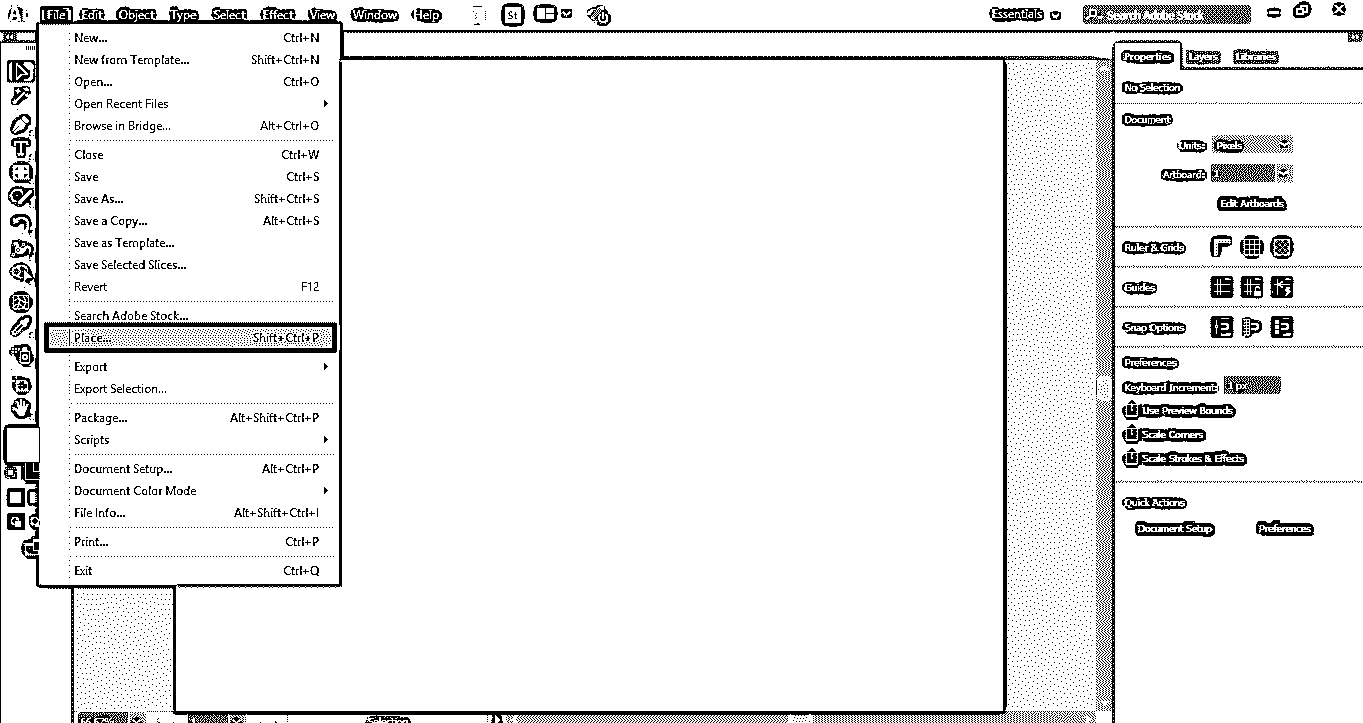 Ai File Edit Object Type Select Effect View Window Help St Essentials Search Adobe Stock
New... Ctrl+N
New from Template... Shift+Ctrl+N
Open... Ctrl+O
Open Recent Files
Browse in Bridge... Alt+Ctrl+O
Close Ctrl+W
Save Ctrl+S
Save As... Shift+Ctrl+S
Save a Copy... Alt+Ctrl+S
Save as Template...
Save Selected Slices...
Revert F12
Search Adobe Stock...
Place... Shift+Ctrl+P
Export
Export Selection...
Package... Alt+Shift+Ctrl+P
Scripts
Document Setup... Alt+Ctrl+P
Document Color Mode
File Info... Alt+Shift+Ctrl+I
Print... Ctrl+P
Exit Ctrl+Q
Properties Layers Libraries
No Selection
Document
Units: Pixels
Artboard: 1
Edit Artboards
Ruler & Grids
Guides
Snap Options
Preferences
Keyboard Increment: 1 px
Use Preview Bounds
Scale Corners
Scale Strokes & Effects
Quick Actions
Document Setup Preferences